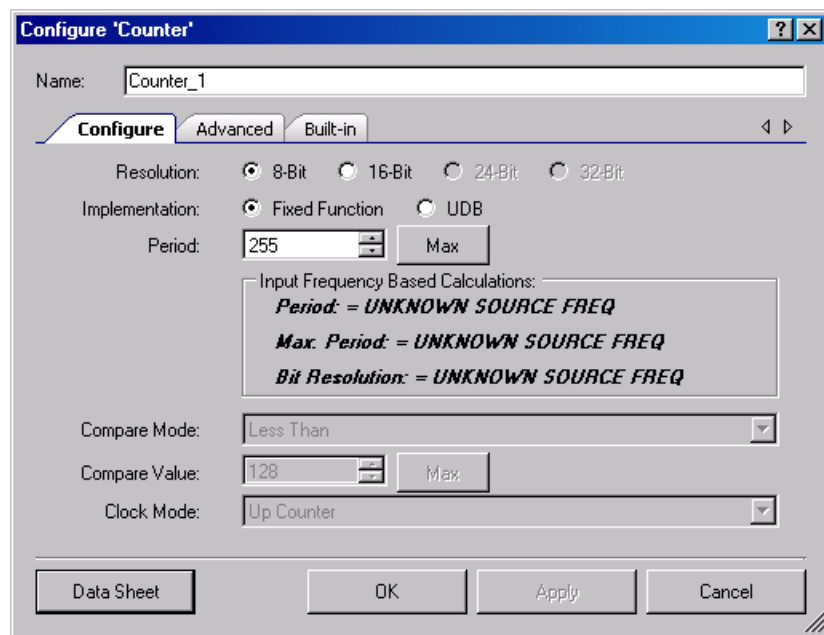 Configure 'Counter'
Name: Counter_1
Configure Advanced Built-in
Resolution: 8-Bit 16-Bit 24-Bit 32-Bit
Implementation: Fixed Function UDB
Period: 255 Max
Input Frequency Based Calculations:
Period: = UNKNOWN SOURCE FREQ
Max. Period: = UNKNOWN SOURCE FREQ
Bit Resolution: = UNKNOWN SOURCE FREQ
Compare Mode: Less Than
Compare Value: 128 Max
Clock Mode: Up Counter
Data Sheet OK Apply Cancel